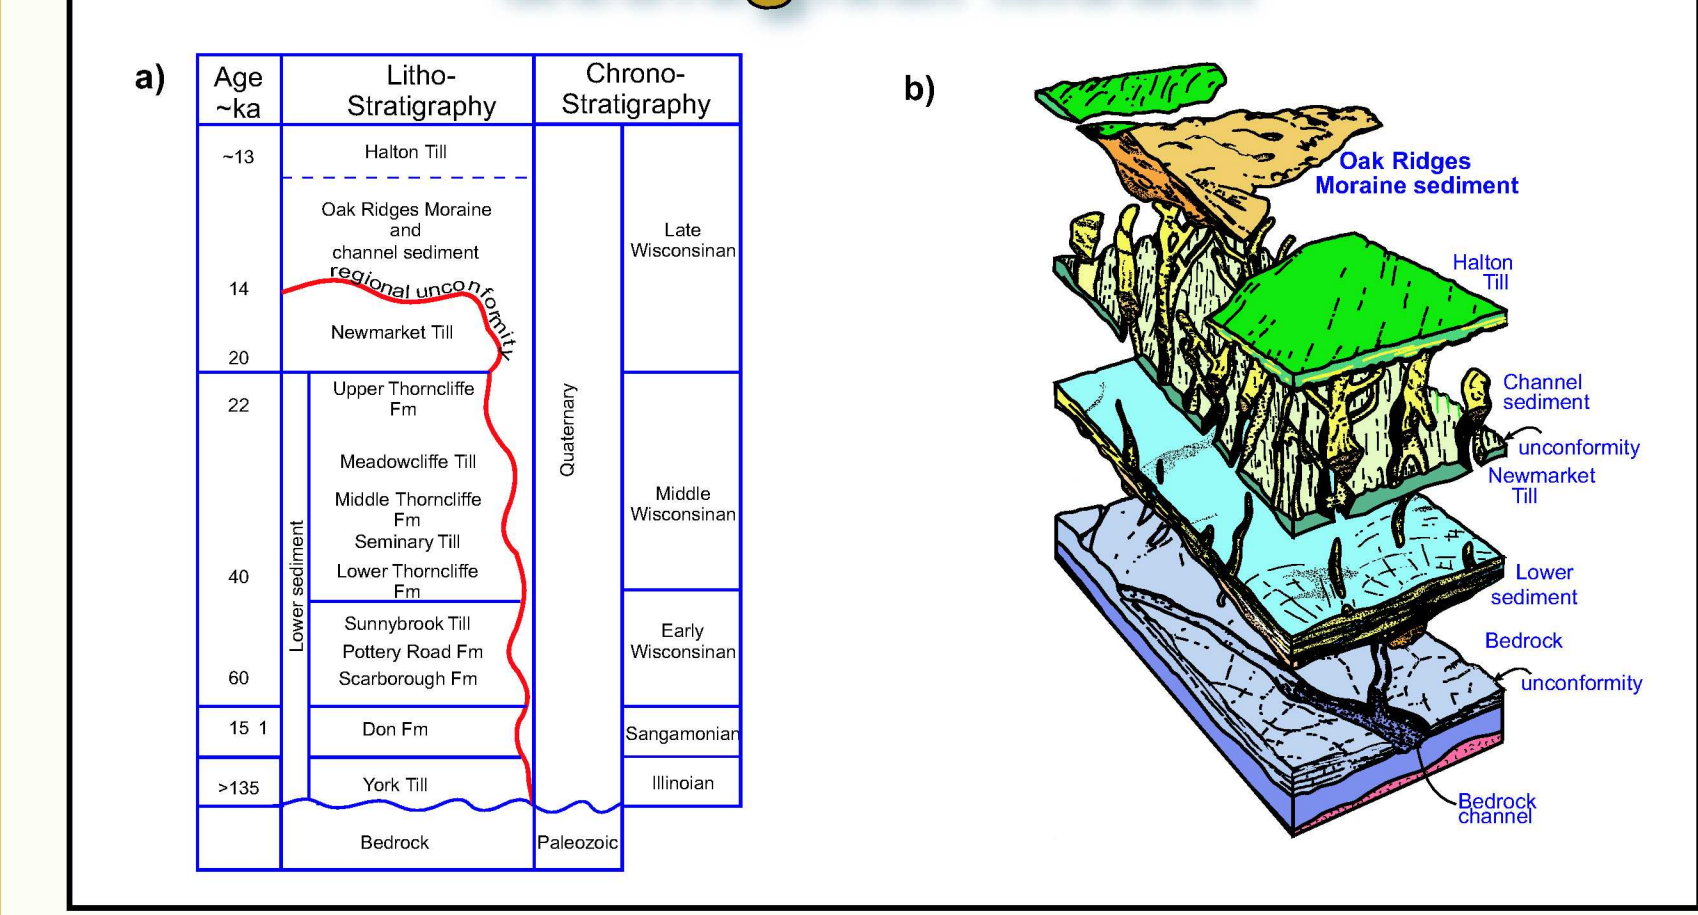 a)
Age
~ka
Litho-
Stratigraphy
Chrono-
Stratigraphy
~13
Halton Till
Oak Ridges Moraine
and
channel sediment
regional unconformity
14
Newmarket Till
20
Late
Wisconsinan
Upper Thorncliffe
Fm
22
Meadowcliffe Till
Middle Thorncliffe
Fm
Seminary Till
Lower Thorncliffe
Fm
40
Lower sediment
Quaternary
Middle
Wisconsinan
Sunnybrook Till
Pottery Road Fm
Scarborough Fm
60
Early
Wisconsinan
15 1
Don Fm
Sangamonian
>135
York Till
Illinoian
Bedrock
Paleozoic
b)
Oak Ridges
Moraine sediment
Halton
Till
Channel
sediment
unconformity
Newmarket
Till
Lower
sediment
Bedrock
unconformity
Bedrock
channel